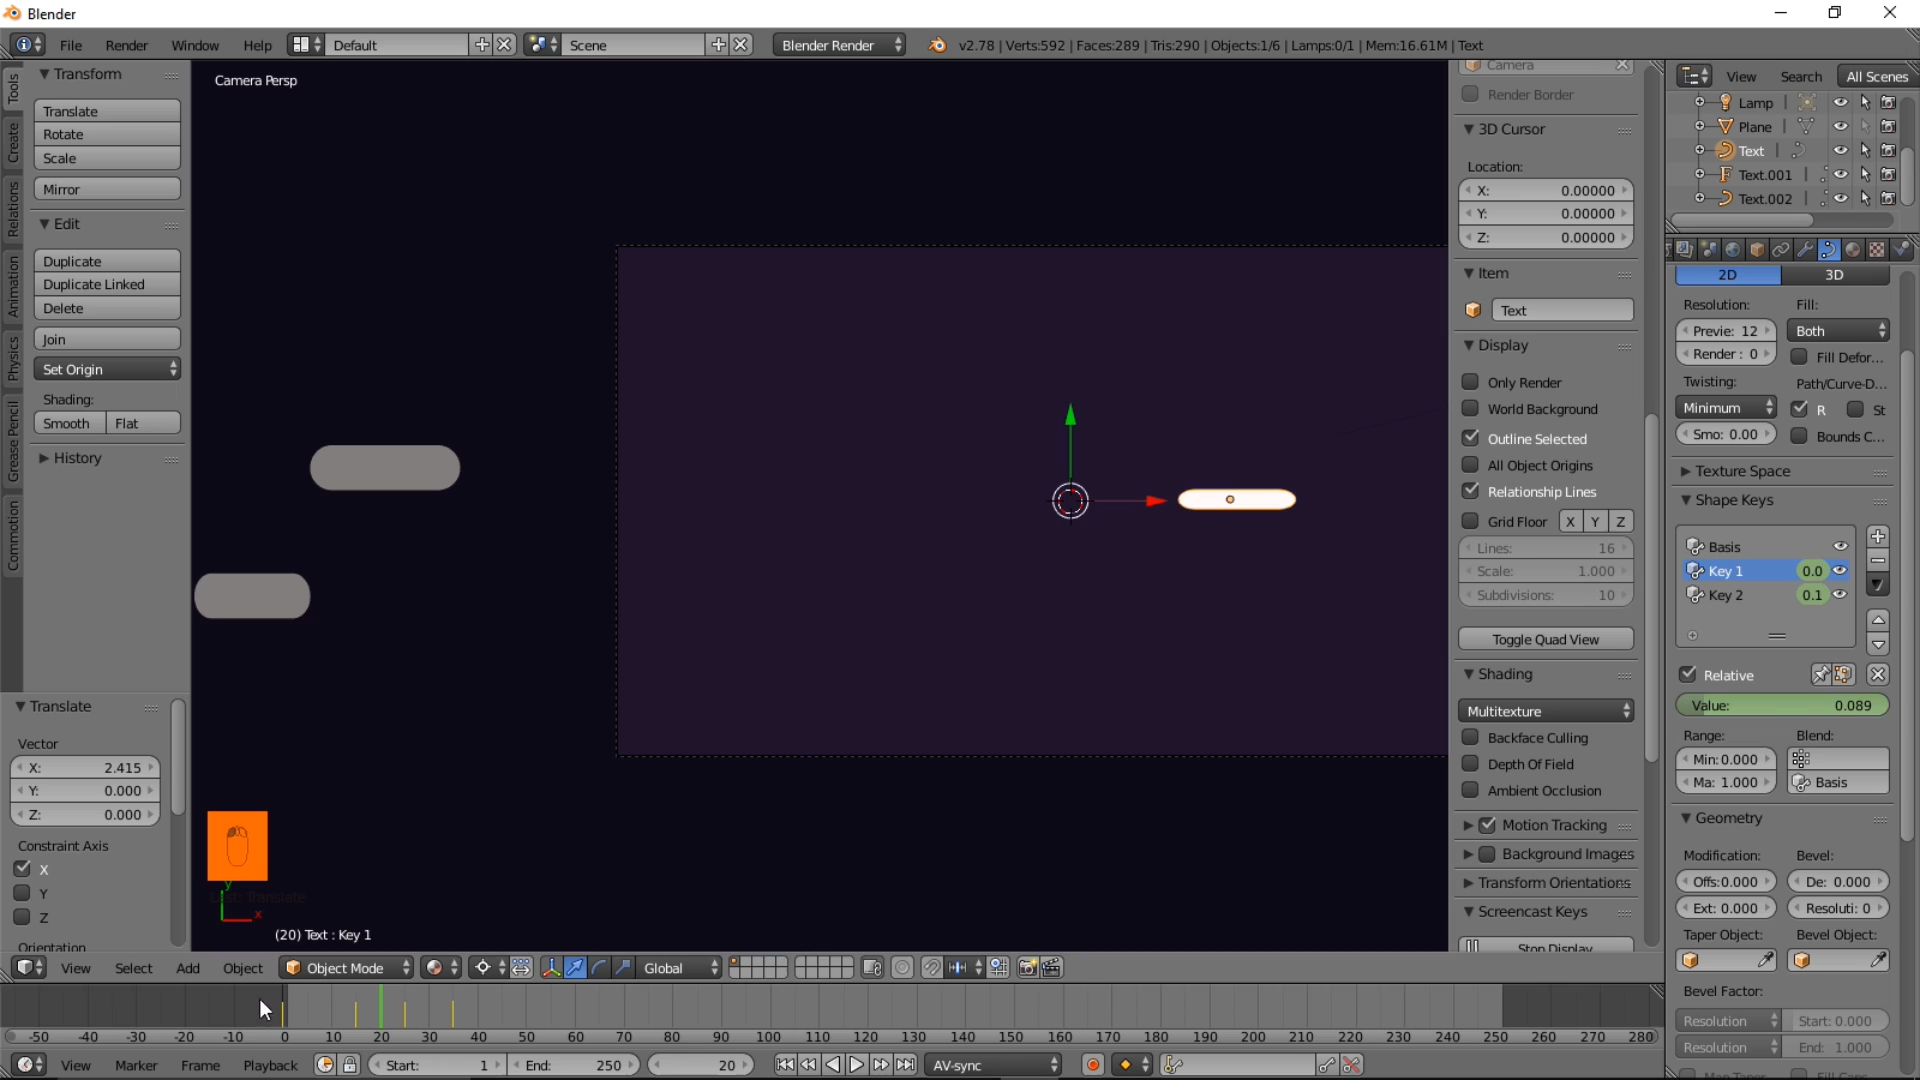 Blender
File Render Window Help Default Scene Blender Render v2.78 | Verts:592 | Faces:289 | Tris:290 | Objects:1/6 | Lamps:0/1 | Mem:16.61M | Text
Tools
Create
Relations
Animation
Physics
Grease Pencil
Commotion
Transform
Translate
Rotate
Scale
Mirror
Edit
Duplicate
Duplicate Linked
Delete
Join
Set Origin
Shading:
Smooth Flat
History
Translate
Vector
X: 2.415
Y: 0.000
Z: 0.000
Constraint Axis
X
Y
Z
Orientation
Camera Persp
Last: Translate
y
x
(20) Text : Key 1
Camera
Render Border
3D Cursor
Location:
X: 0.00000
Y: 0.00000
Z: 0.00000
Item
Text
Display
Only Render
World Background
Outline Selected
All Object Origins
Relationship Lines
Grid Floor X Y Z
Lines: 16
Scale: 1.000
Subdivisions: 10
Toggle Quad View
Shading
Multitexture
Backface Culling
Depth Of Field
Ambient Occlusion
Motion Tracking
Background Images
Transform Orientations
Screencast Keys
Stop Display
View Search All Scenes
Lamp
Plane
Text
Text.001
Text.002
2D 3D
Resolution: Fill:
Previe: 12 Both
Render : 0 Fill Defor...
Twisting: Path/Curve-D...
Minimum R St
Smo: 0.00 Bounds C...
Texture Space
Shape Keys
Basis
Key 1 0.0
Key 2 0.1
Relative
Value: 0.089
Range: Blend:
Min:0.000
Ma: 1.000 Basis
Geometry
Modification: Bevel:
Offs:0.000 De: 0.000
Ext: 0.000 Resoluti: 0
Taper Object: Bevel Object:
Bevel Factor:
Resolution Start: 0.000
Resolution End: 1.000
Map Taper Fill Caps
View Select Add Object Object Mode Global
-50 -40 -30 -20 -10 0 10 20 30 40 50 60 70 80 90 100 110 120 130 140 150 160 170 180 190 200 210 220 230 240 250 260 270 280
View Marker Frame Playback Start: 1 End: 250 20 AV-sync